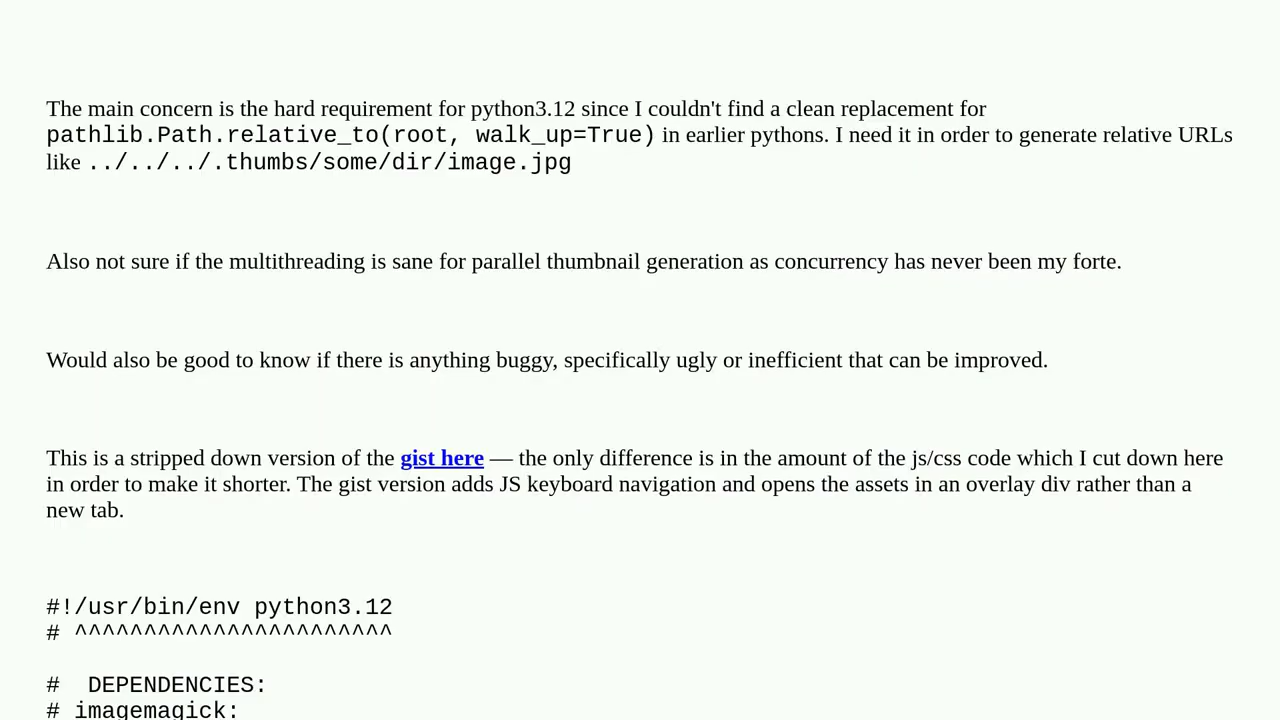 The main concern is the hard requirement for python3.12 since I couldn't find a clean replacement for
pathlib.Path.relative_to(root, walk_up=True) in earlier pythons. I need it in order to generate relative URLs
like ../../../.thumbs/some/dir/image.jpg
Also not sure if the multithreading is sane for parallel thumbnail generation as concurrency has never been my forte.
Would also be good to know if there is anything buggy, specifically ugly or inefficient that can be improved.
This is a stripped down version of the gist here — the only difference is in the amount of the js/css code which I cut down here
in order to make it shorter. The gist version adds JS keyboard navigation and opens the assets in an overlay div rather than a
new tab.
#!/usr/bin/env python3.12
# ^^^^^^^^^^^^^^^^^^^^^^^
#  DEPENDENCIES:
# imagemagick: